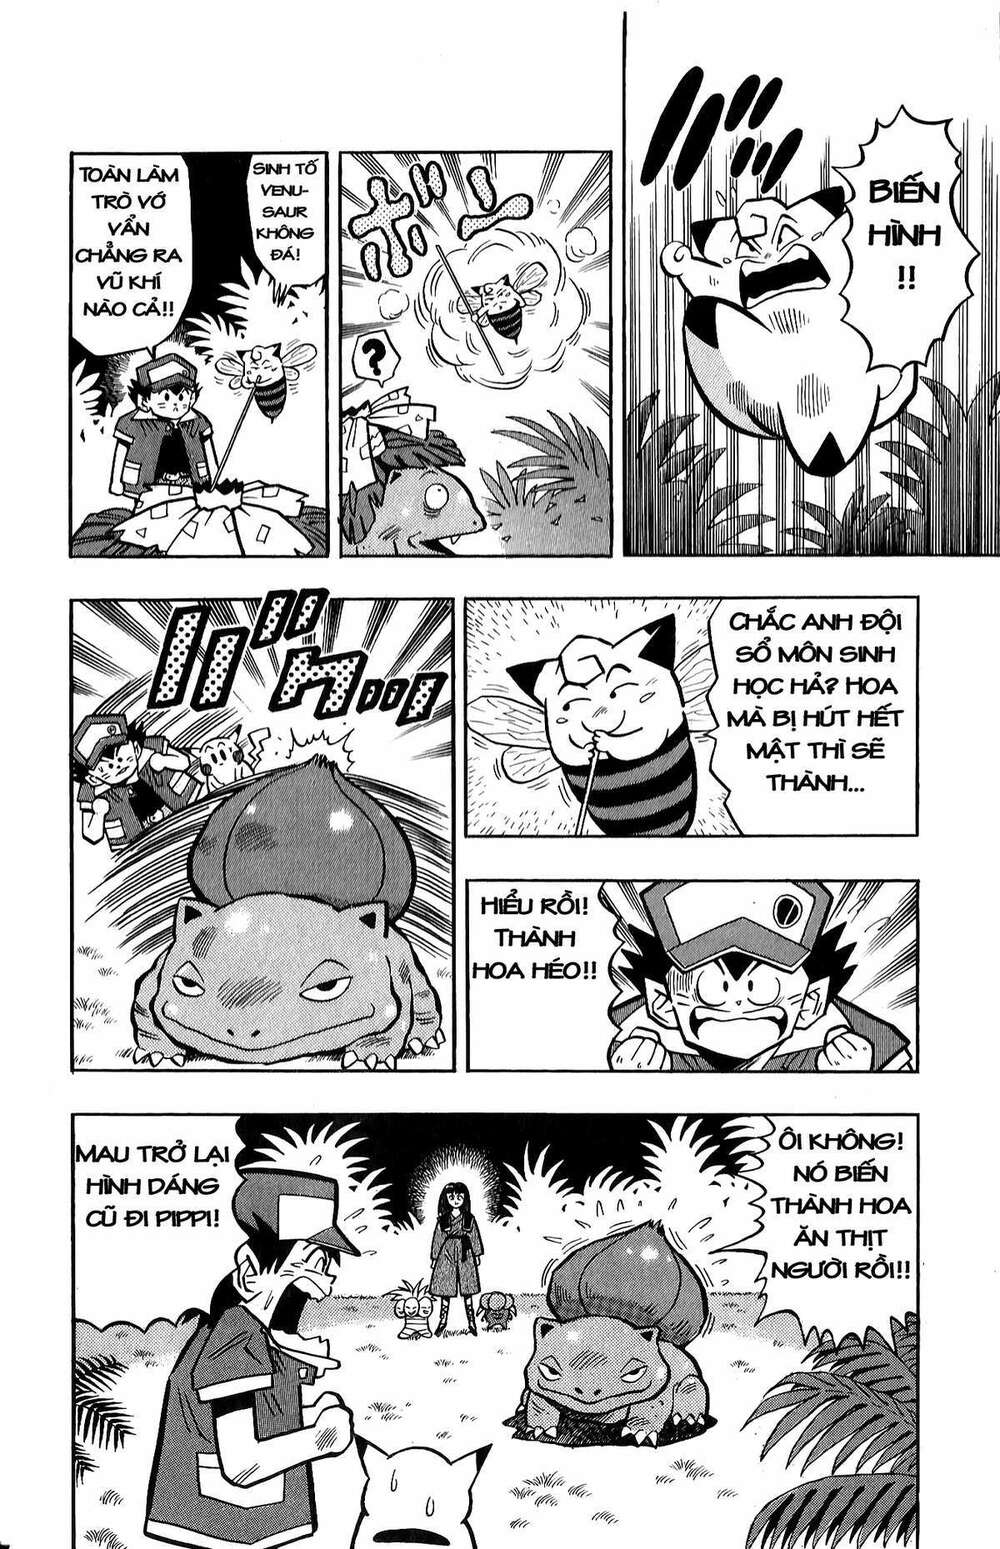 BIẾN
HÌNH
!!
ボン
?
SINH TỐ
VENU-
SAUR
KHÔNG
ĐÁ!
TOÀN LÀM
TRÒ VỚ
VẨN
CHẲNG RA
VŨ KHÍ
NÀO CẢ!!
CHẮC ANH ĐỘI
SỔ MÔN SINH
HỌC HẢ? HOA
MÀ BỊ HÚT HẾT
MẬT THÌ SẼ
THÀNH...
HIỂU RỒI!
THÀNH
HOA HÉO!!
ÔI KHÔNG!
NÓ BIẾN
THÀNH HOA
ĂN THỊT
NGƯỜI RỒI!!
MAU TRỞ LẠI
HÌNH DÁNG
CŨ ĐI PIPPI!